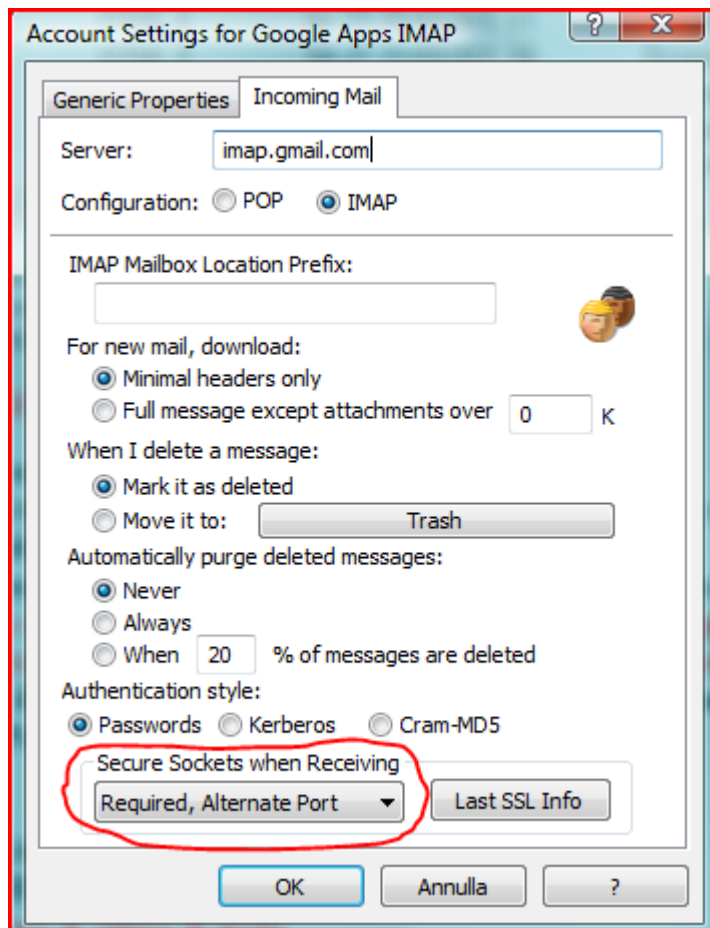 Account Settings for Google Apps IMAP
? X
Generic Properties Incoming Mail
Server: imap.gmail.com
Configuration: POP IMAP
IMAP Mailbox Location Prefix:
For new mail, download:
Minimal headers only
Full message except attachments over 0 K
When I delete a message:
Mark it as deleted
Move it to: Trash
Automatically purge deleted messages:
Never
Always
When 20 % of messages are deleted
Authentication style:
Passwords Kerberos Cram-MD5
Secure Sockets when Receiving
Required, Alternate Port Last SSL Info
OK Annulla ?